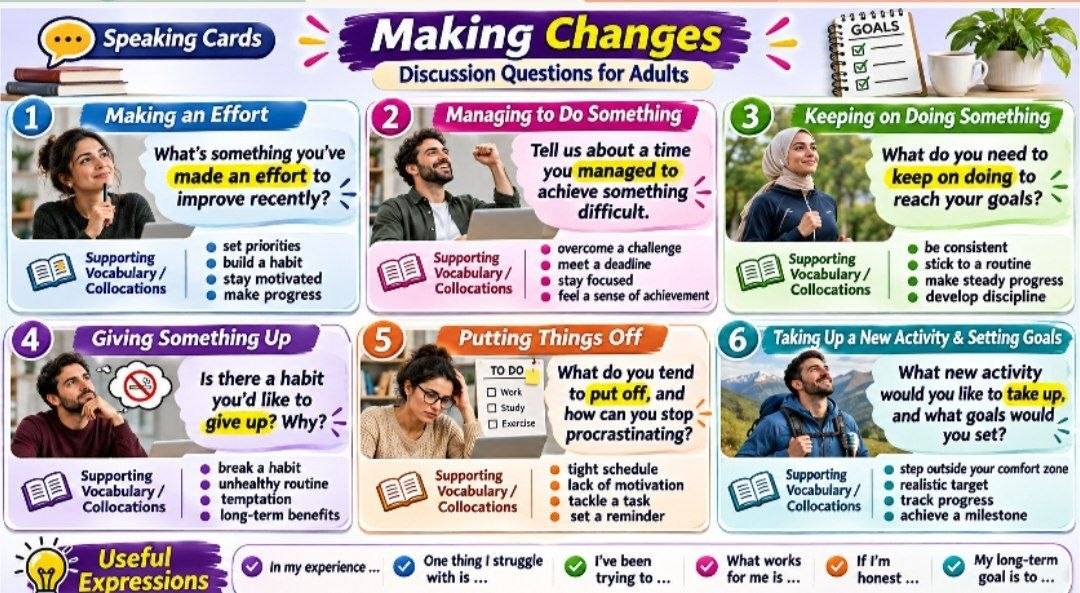 Speaking Cards
Making Changes
Discussion Questions for Adults
GOALS
1
Making an Effort
What's something you've
made an effort to
improve recently?
Supporting
Vocabulary /
Collocations
set priorities
build a habit
stay motivated
make progress
2
Managing to Do Something
Tell us about a time
you managed to
achieve something
difficult.
Supporting
Vocabulary /
Collocations
overcome a challenge
meet a deadline
stay focused
feel a sense of achievement
3
Keeping on Doing Something
What do you need to
keep on doing to
reach your goals?
Supporting
Vocabulary /
Collocations
be consistent
stick to a routine
make steady progress
develop discipline
4
Giving Something Up
Is there a habit
you'd like to
give up? Why?
Supporting
Vocabulary /
Collocations
break a habit
unhealthy routine
temptation
long-term benefits
5
Putting Things Off
TO DO
Work
Study
Exercise
What do you tend
to put off, and
how can you stop
procrastinating?
Supporting
Vocabulary /
Collocations
tight schedule
lack of motivation
tackle a task
set a reminder
6
Taking Up a New Activity & Setting Goals
What new activity
would you like to take up,
and what goals would
you set?
Supporting
Vocabulary /
Collocations
step outside your comfort zone
realistic target
track progress
achieve a milestone
Useful
Expressions
In my experience ...
One thing I struggle
with is ...
I've been
trying to ...
What works
for me is ...
If I'm
honest ...
My long-term
goal is to ...